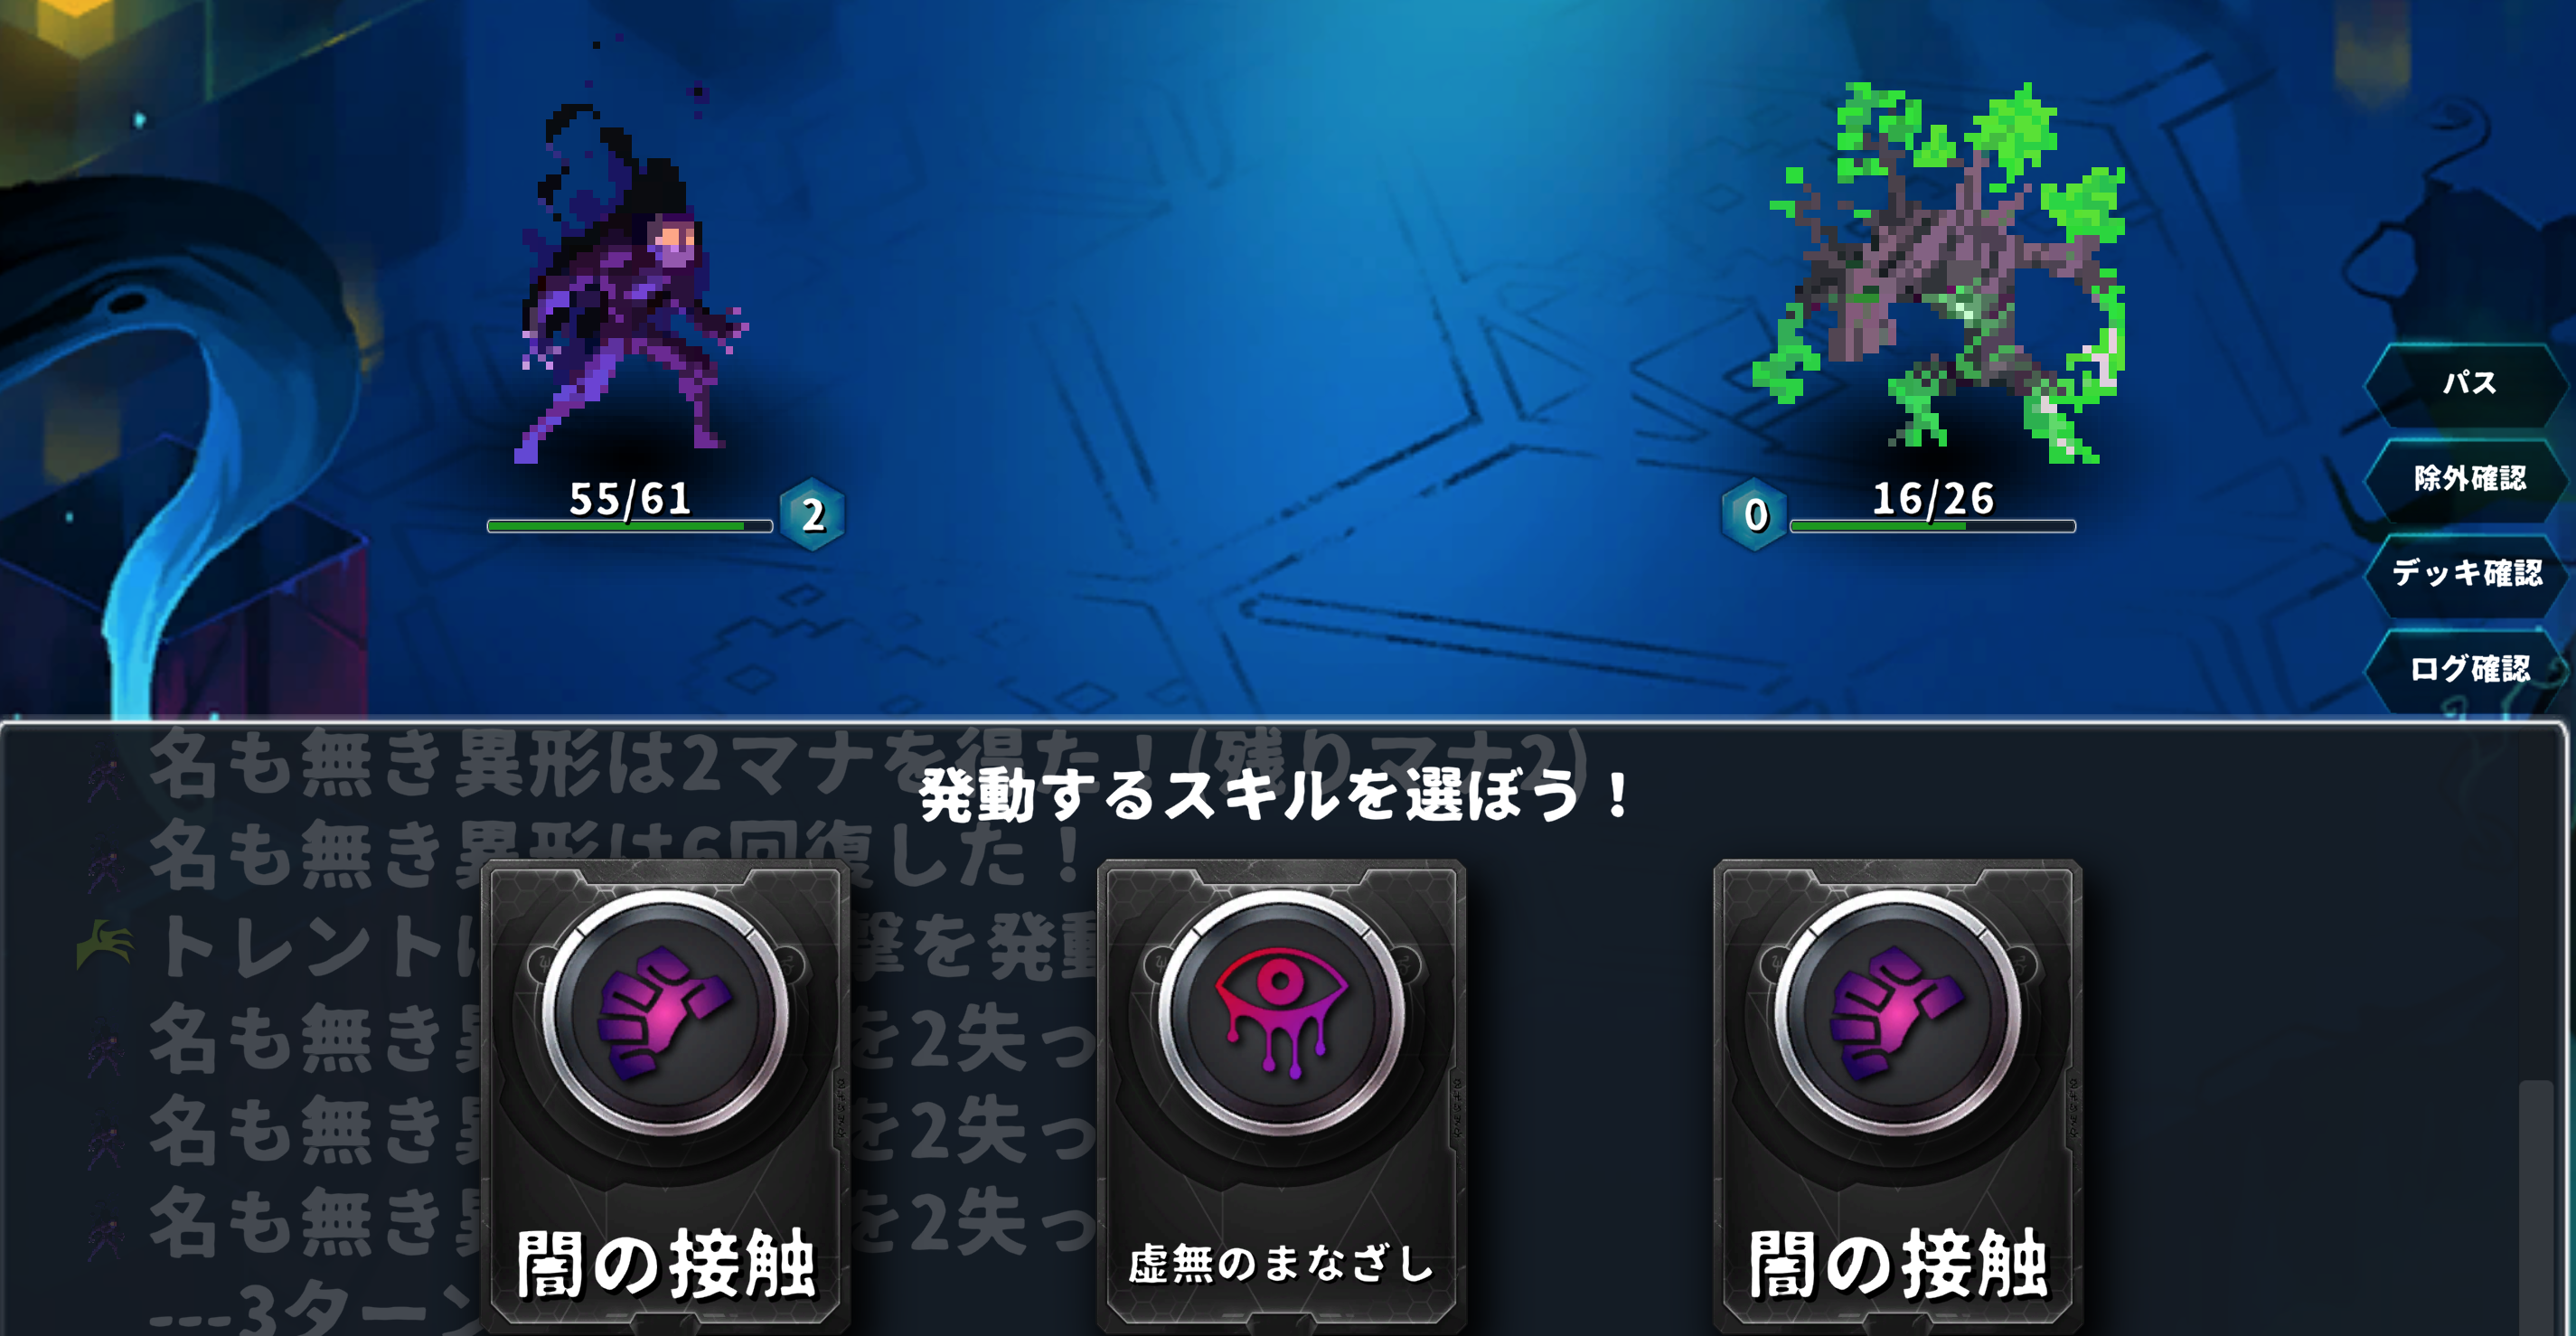 55/61
2
0
16/26
パス
除外確認
デッキ確認
ログ確認
名も無き異形は2マナを得た！(残りマナ2)
発動するスキルを選ぼう！
名も無き異形は6回復した！
トレント
撃を発動
名も無き
を2失っ
名も無き
を2失っ
名も無き
を2失っ
---3ターン
闇の接触
虚無のまなざし
闇の接触